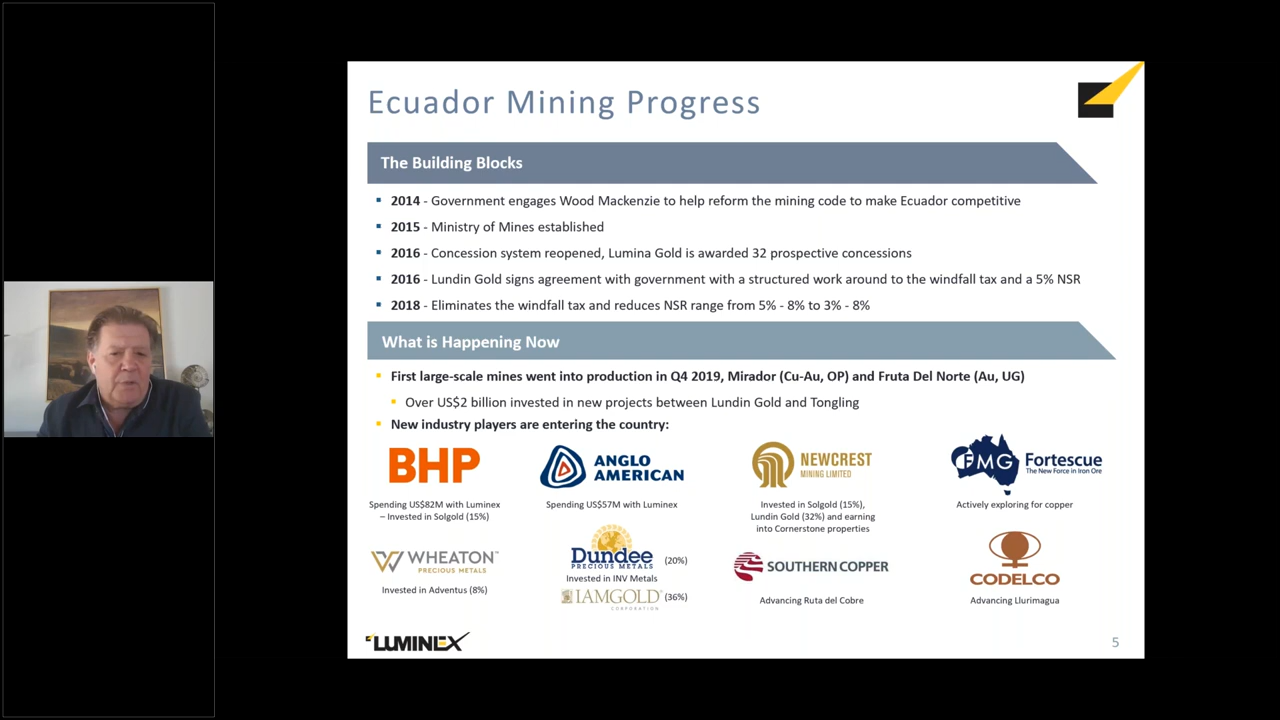 Ecuador Mining Progress
The Building Blocks
2014 - Government engages Wood Mackenzie to help reform the mining code to make Ecuador competitive
2015 - Ministry of Mines established
2016 - Concession system reopened, Lumina Gold is awarded 32 prospective concessions
2016 - Lundin Gold signs agreement with government with a structured work around to the windfall tax and a 5% NSR
2018 - Eliminates the windfall tax and reduces NSR range from 5% - 8% to 3% - 8%
What is Happening Now
First large-scale mines went into production in Q4 2019, Mirador (Cu-Au, OP) and Fruta Del Norte (Au, UG)
Over US$2 billion invested in new projects between Lundin Gold and Tongling
New industry players are entering the country:
BHP
Spending US$82M with Luminex
– Invested in Solgold (15%)
ANGLO
AMERICAN
Spending US$57M with Luminex
NEWCREST
MINING LIMITED
Invested in Solgold (15%),
Lundin Gold (32%) and earning
into Cornerstone properties
FMG Fortescue
The New Force in Iron Ore
Actively exploring for copper
WHEATON™
PRECIOUS METALS
Invested in Adventus (8%)
Dundee
PRECIOUS METALS
(20%)
Invested in INV Metals
IAMGOLD
CORPORATION
(36%)
SOUTHERN COPPER
Advancing Ruta del Cobre
CODELCO
Advancing Llurimagua
LUMINEX
5